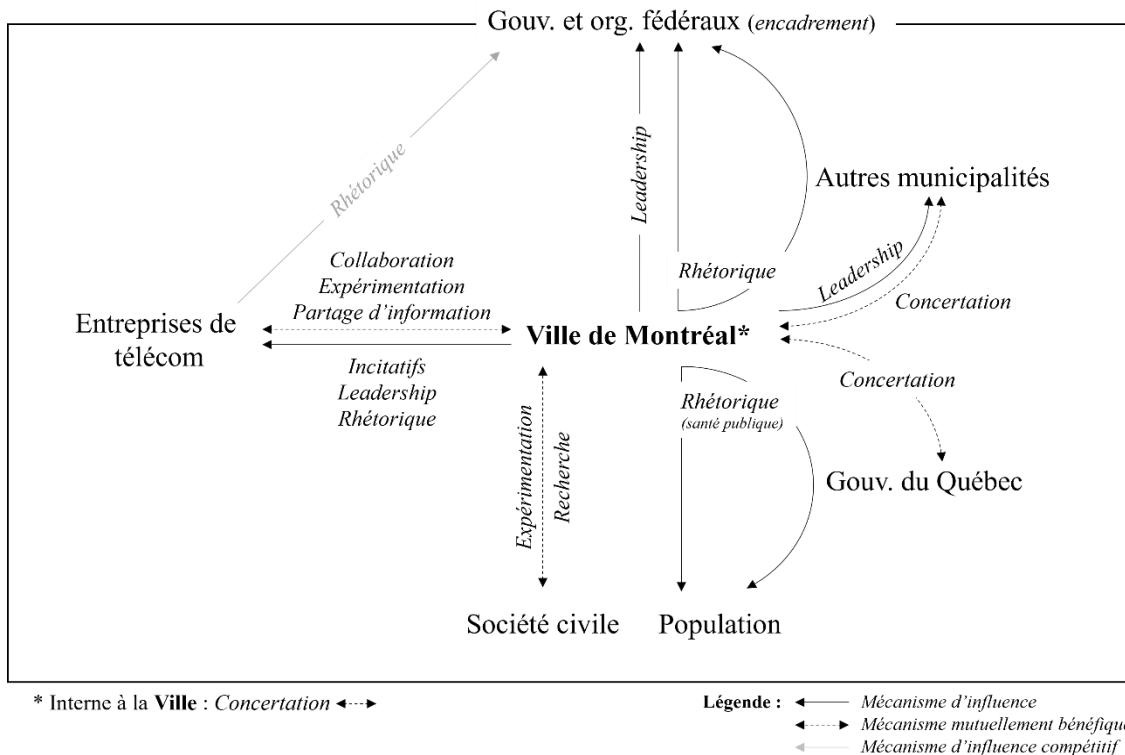 Gouv. et org. fédéraux (encadrement)
Rhétorique
Leadership
Autres municipalités
Rhétorique
Leadership
Concertation
Collaboration
Expérimentation
Partage d'information
Entreprises de
télécom
Ville de Montréal*
Incitatifs
Leadership
Rhétorique
Concertation
Rhétorique
(santé publique)
Expérimentation
Recherche
Gouv. du Québec
Société civile
Population
* Interne à la Ville : Concertation
Légende :
Mécanisme d'influence
Mécanisme mutuellement bénéfique
Mécanisme d'influence compétitif